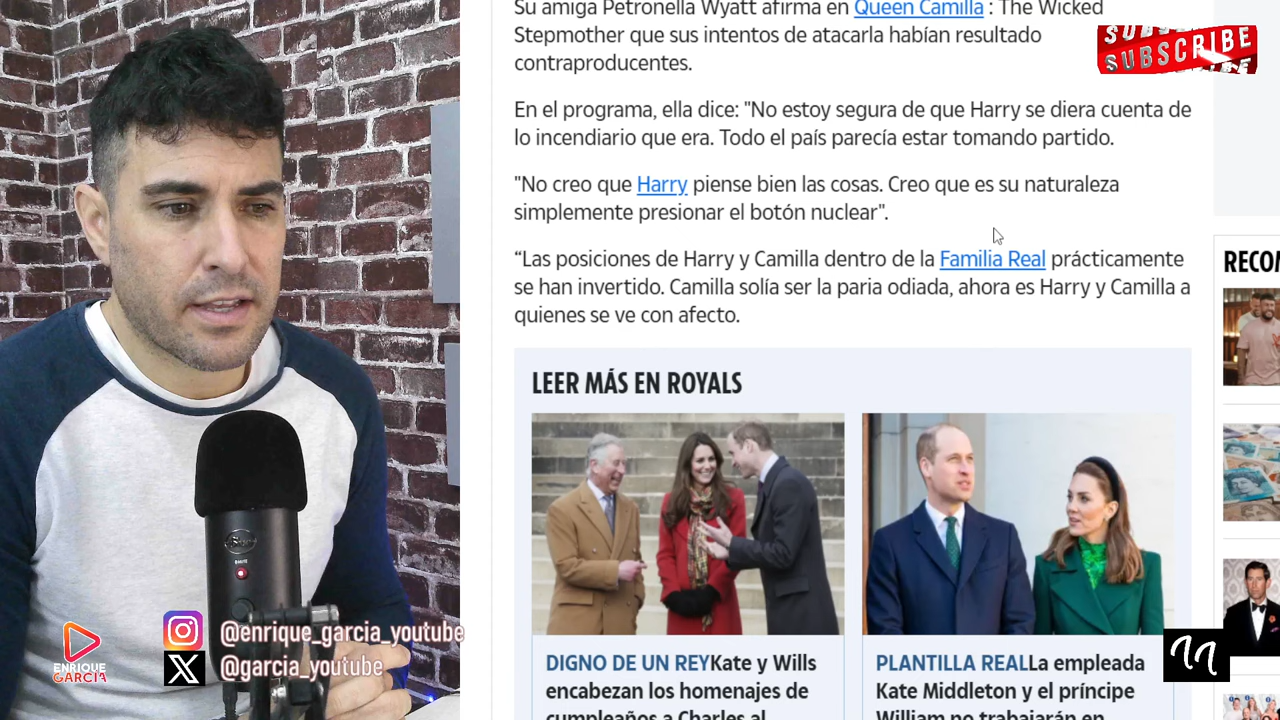 Su amiga Petronella Wyatt afirma en Queen Camilla : The Wicked
Stepmother que sus intentos de atacarla habían resultado
contraproducentes.
SUBSCRIBE
En el programa, ella dice: "No estoy segura de que Harry se diera cuenta de
lo incendiario que era. Todo el país parecía estar tomando partido.
"No creo que Harry piense bien las cosas. Creo que es su naturaleza
simplemente presionar el botón nuclear".
“Las posiciones de Harry y Camilla dentro de la Familia Real prácticamente
se han invertido. Camilla solía ser la paria odiada, ahora es Harry y Camilla a
quienes se ve con afecto.
LEER MÁS EN ROYALS
DIGNO DE UN REYKate y Wills
encabezan los homenajes de
cumpleaños a Charles al
PLANTILLA REALLa empleada
Kate Middleton y el príncipe
William no trabajarán en
@enrique_garcia_youtube
@garcia_youtube
ENRIQUE
GARCIA